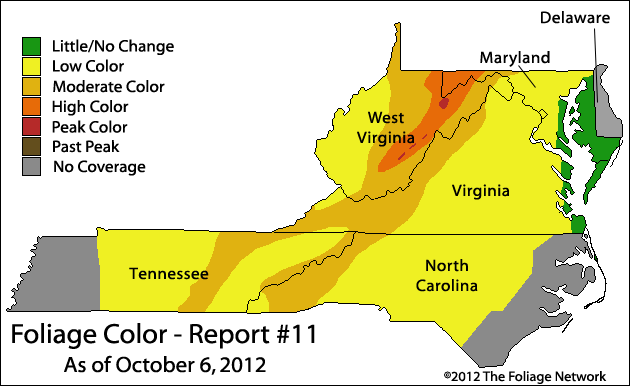 Delaware
Maryland
Little/No Change
Low Color
Moderate Color
High Color
Peak Color
Past Peak
No Coverage
West
Virginia
Virginia
Tennessee
North
Carolina
Foliage Color - Report #11
As of October 6, 2012
©2012 The Foliage Network